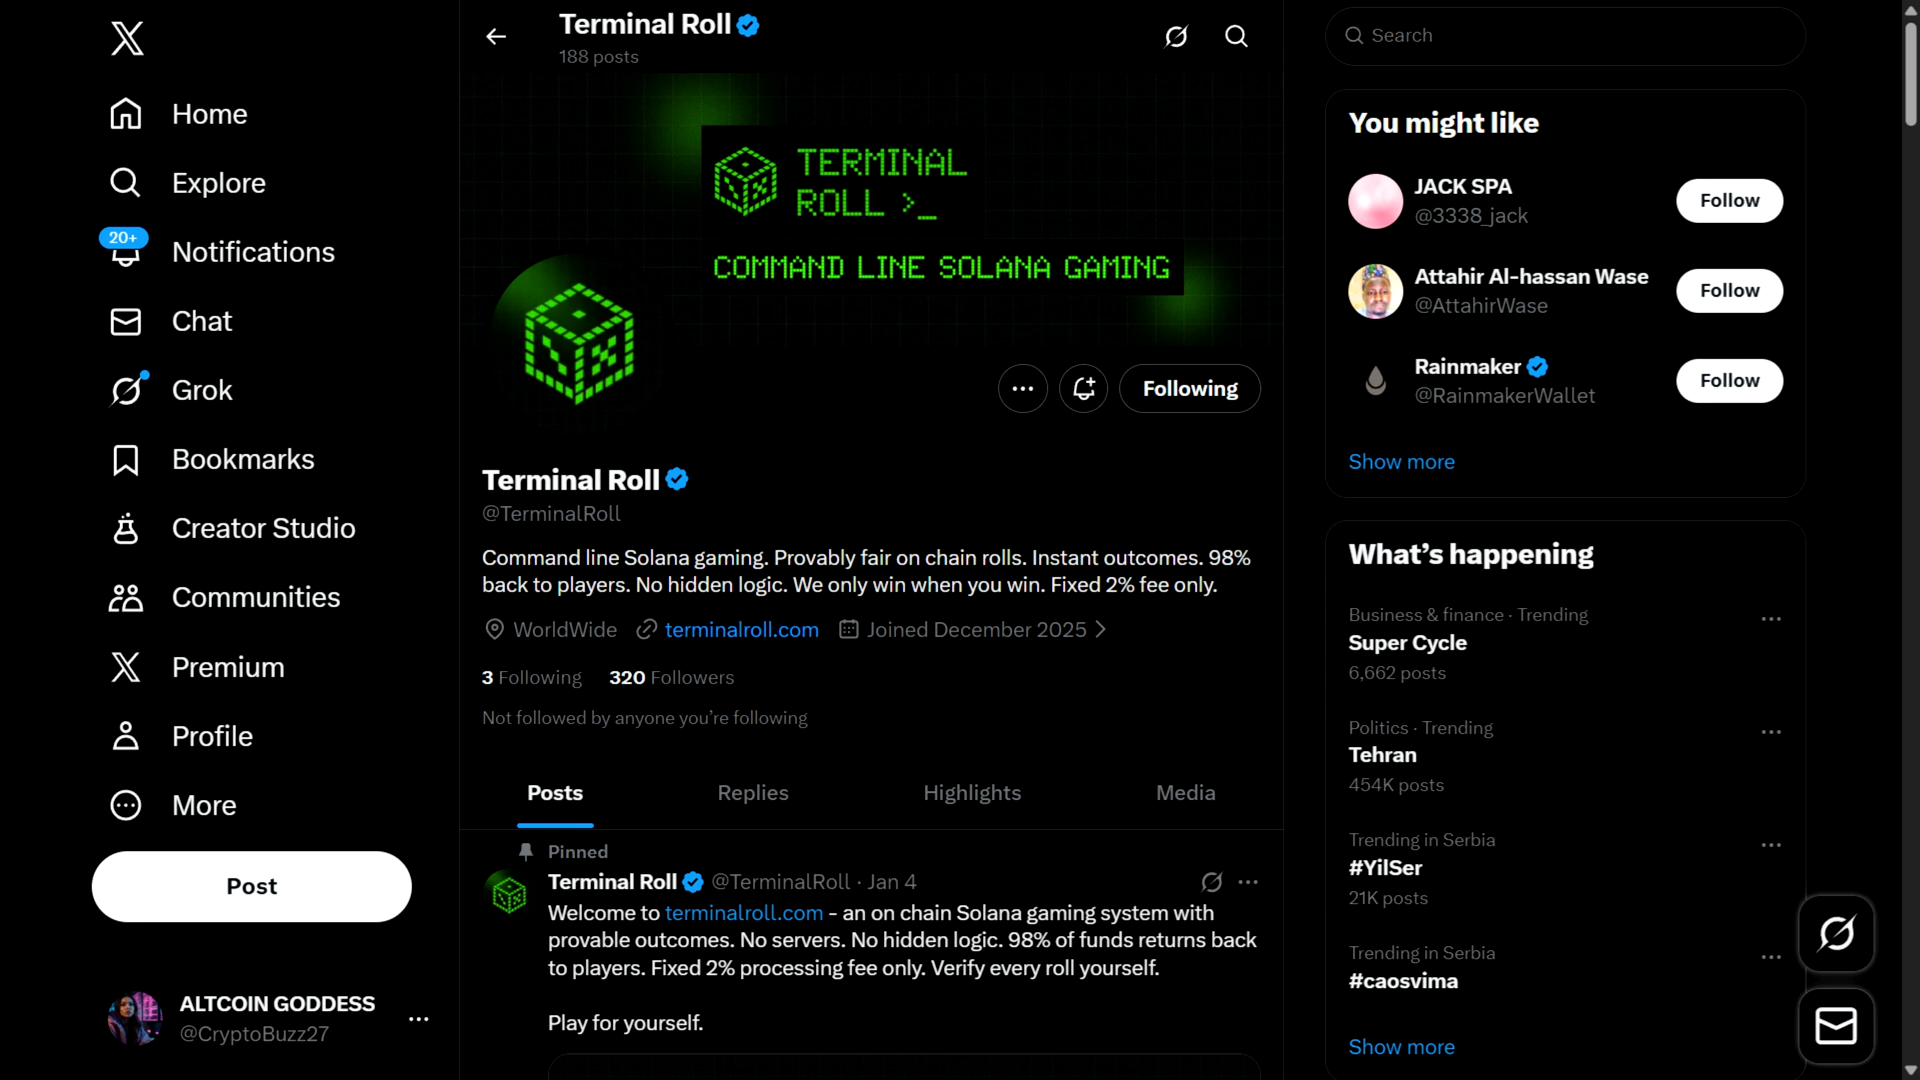 Home
Explore
20+
Notifications
Chat
Grok
Bookmarks
Creator Studio
Communities
Premium
Profile
More
Post
ALTCOIN GODDESS
@CryptoBuzz27
Terminal Roll
188 posts
TERMINAL
ROLL >_
COMMAND LINE SOLANA GAMING
Following
Terminal Roll
@TerminalRoll
Command line Solana gaming. Provably fair on chain rolls. Instant outcomes. 98%
back to players. No hidden logic. We only win when you win. Fixed 2% fee only.
WorldWide terminalroll.com Joined December 2025
3 Following 320 Followers
Not followed by anyone you’re following
Posts Replies Highlights Media
Pinned
Terminal Roll @TerminalRoll · Jan 4
Welcome to terminalroll.com - an on chain Solana gaming system with
provable outcomes. No servers. No hidden logic. 98% of funds returns back
to players. Fixed 2% processing fee only. Verify every roll yourself.
Play for yourself.
Search
You might like
JACK SPA
@3338_jack
Follow
Attahir Al-hassan Wase
@AttahirWase
Follow
Rainmaker
@RainmakerWallet
Follow
Show more
What’s happening
Business & finance · Trending
Super Cycle
6,662 posts
Politics · Trending
Tehran
454K posts
Trending in Serbia
#YilSer
21K posts
Trending in Serbia
#caosvima
Show more